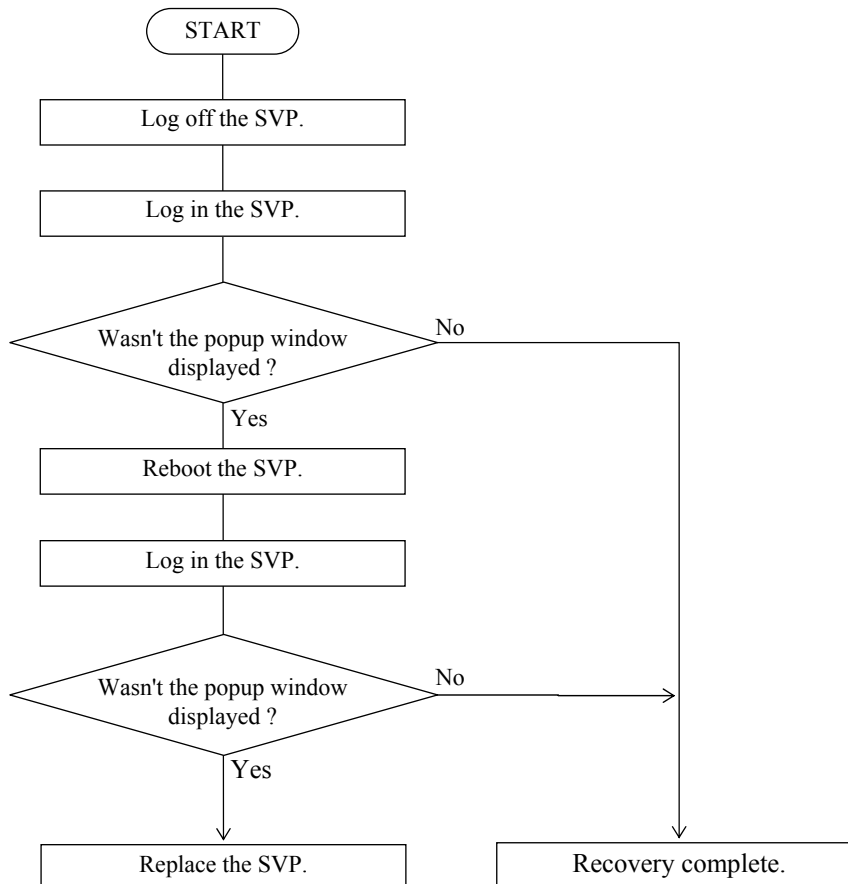 START
Log off the SVP.
Log in the SVP.
Wasn't the popup window
displayed ?
No
Yes
Reboot the SVP.
Log in the SVP.
Wasn't the popup window
displayed ?
No
Yes
Replace the SVP.
Recovery complete.